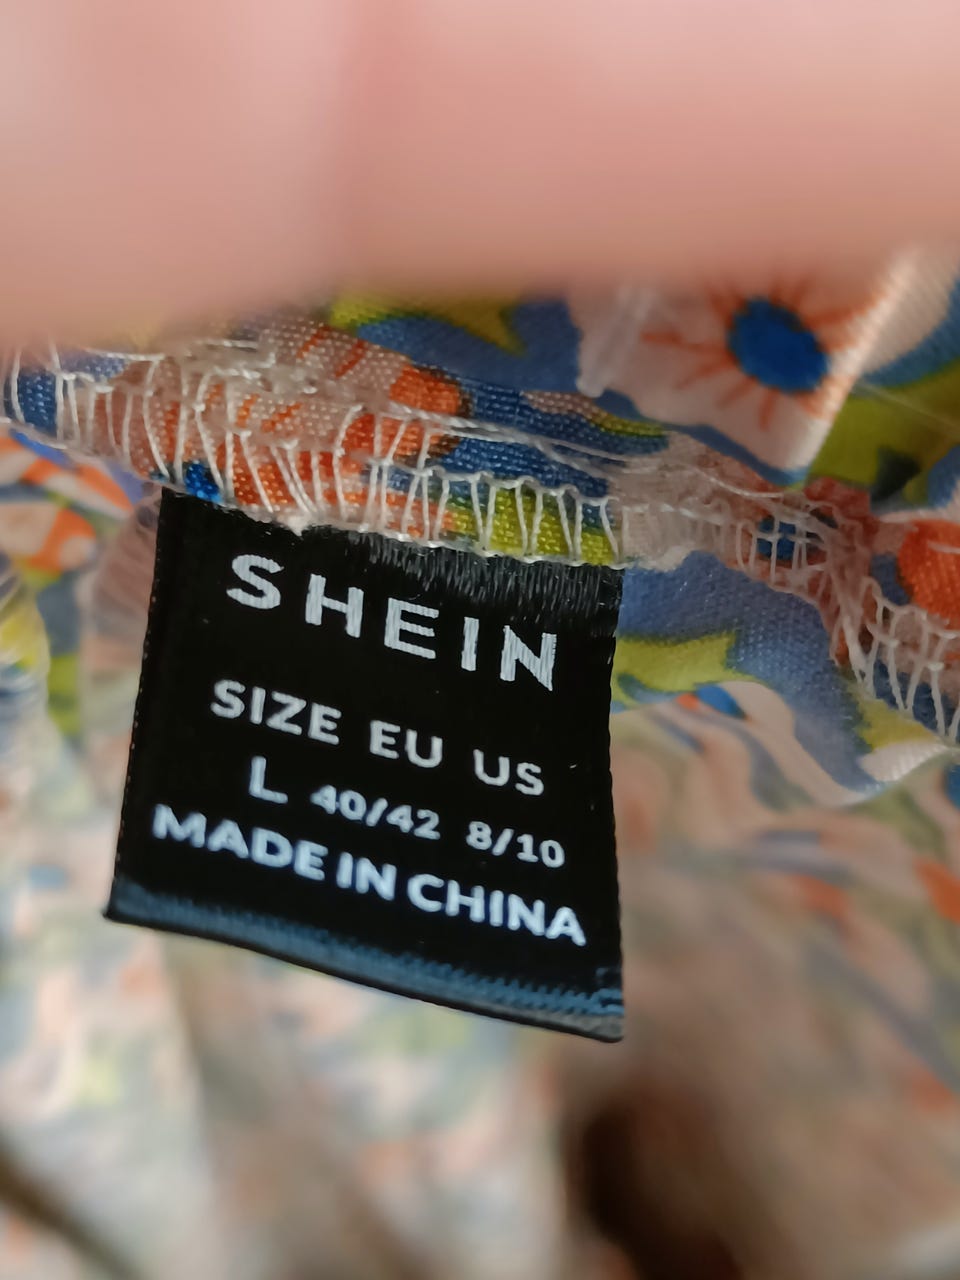 SHEIN
SIZE EU US
L 40/42 8/10
MADE IN CHINA